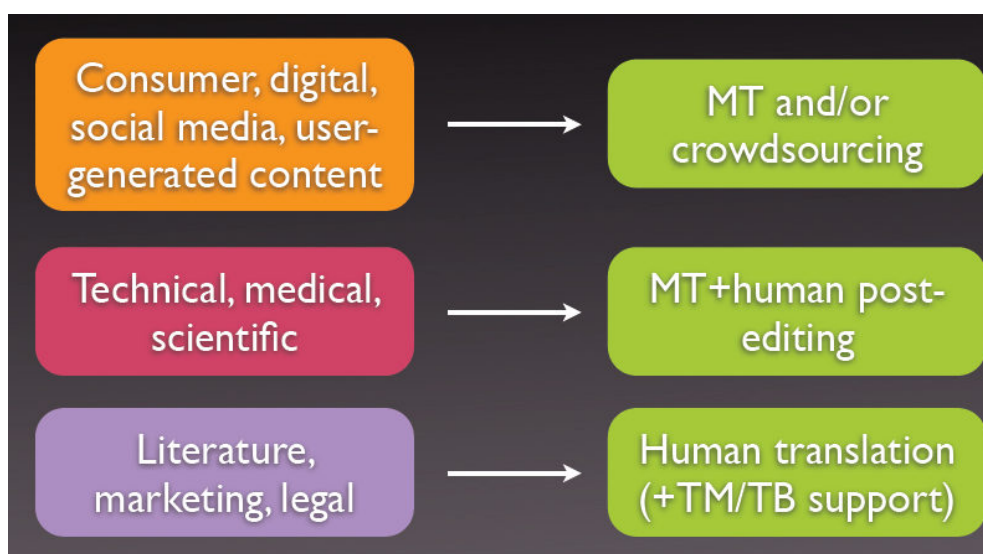 Consumer, digital,
social media, user-
generated content
MT and/or
crowdsourcing
Technical, medical,
scientific
MT+human post-
editing
Literature,
marketing, legal
Human translation
(+TM/TB support)